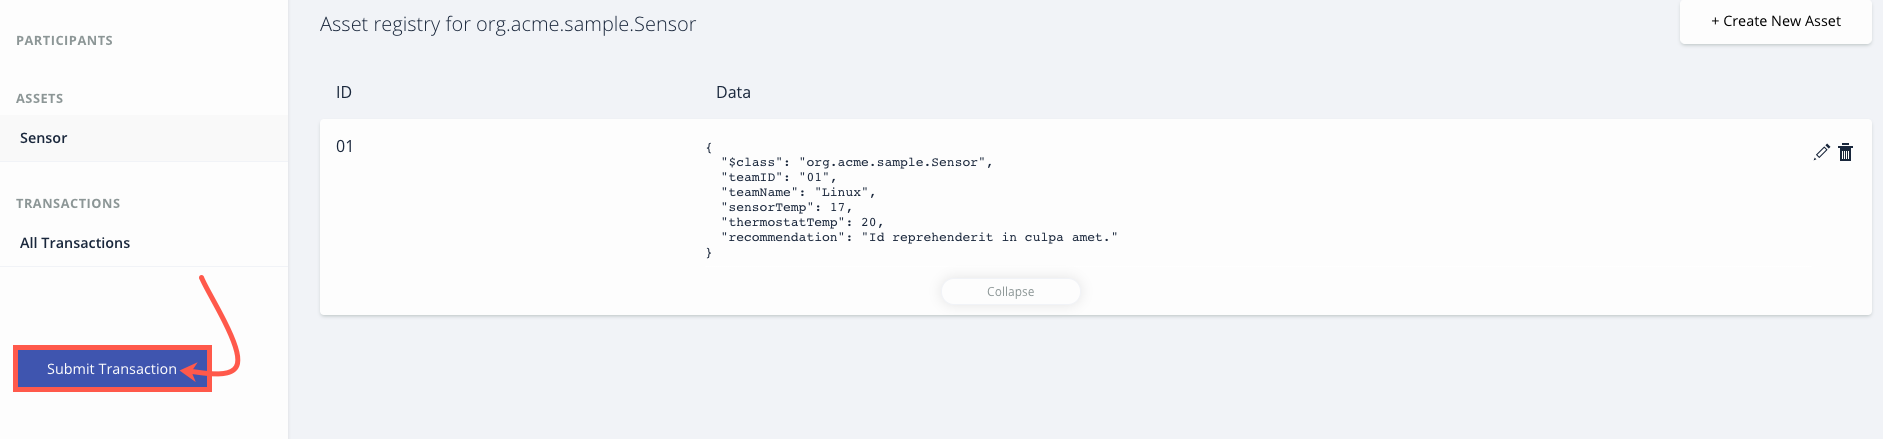 PARTICIPANTS
ASSETS
Sensor
TRANSACTIONS
All Transactions
Submit Transaction
Asset registry for org.acme.sample.Sensor
+ Create New Asset
ID Data
01
{
"$class": "org.acme.sample.Sensor",
"teamID": "01",
"teamName": "Linux",
"sensorTemp": 17,
"thermostatTemp": 20,
"recommendation": "Id reprehenderit in culpa amet."
}
Collapse